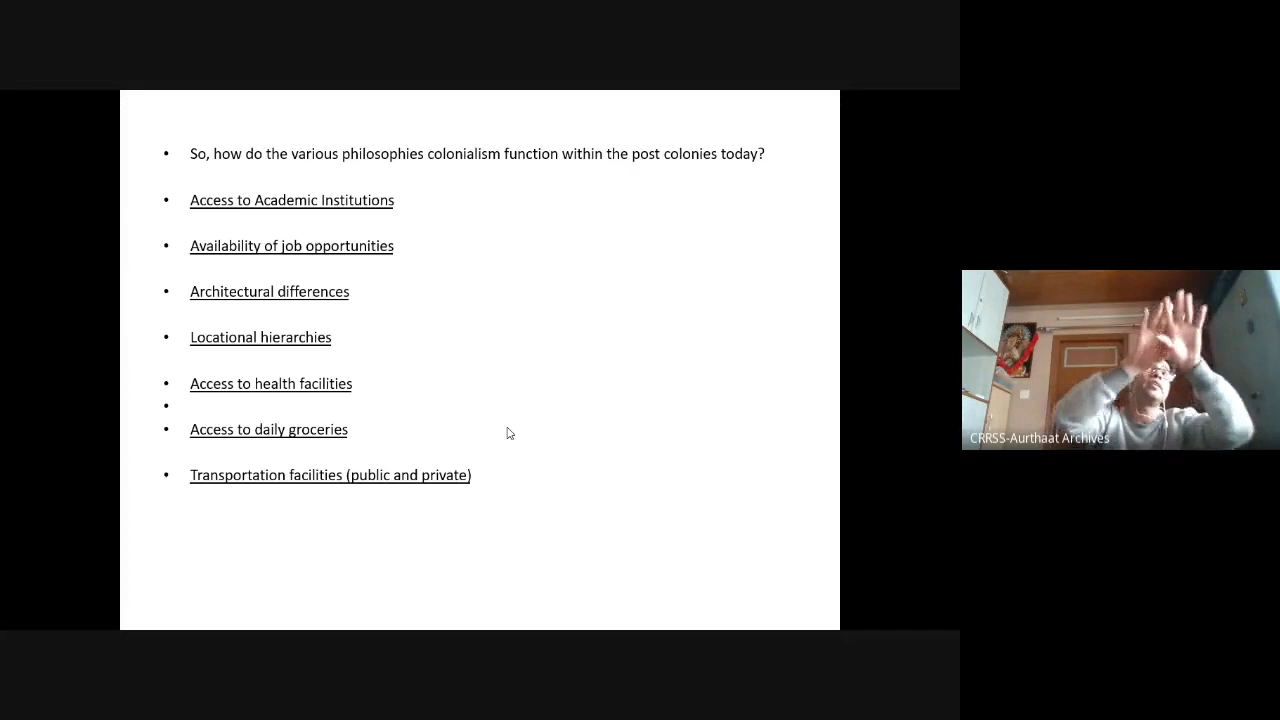 • So, how do the various philosophies colonialism function within the post colonies today?
• Access to Academic Institutions
• Availability of job opportunities
• Architectural differences
• Locational hierarchies
• Access to health facilities
•
• Access to daily groceries
• Transportation facilities (public and private)
CRRSS-Aurthaat Archives